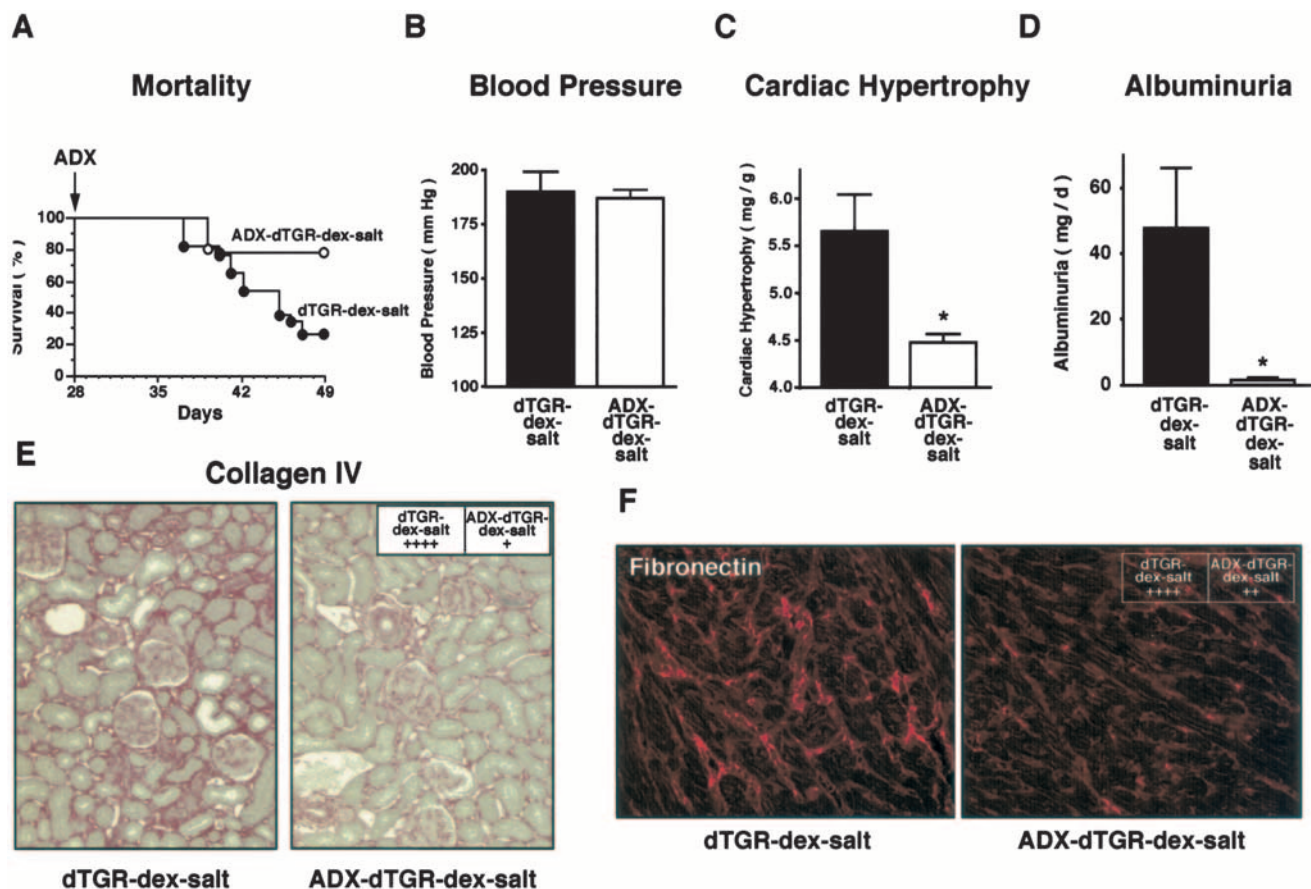 A
Mortality
ADX
Survival ( % )
100
80
60
40
20
0
ADX-dTGR-dex-salt
dTGR-dex-salt
28
35
42
49
Days
B
Blood Pressure
Blood Pressure ( mm Hg )
200
175
150
125
100
dTGR-
dex-
salt
ADX-
dTGR-
dex-
salt
C
Cardiac Hypertrophy
Cardiac Hypertrophy ( mg / g )
6.0
5.5
5.0
4.5
4.0
*
dTGR-
dex-
salt
ADX-
dTGR-
dex-
salt
D
Albuminuria
Albuminuria ( mg / d )
60
40
20
0
*
dTGR-
dex-
salt
ADX-
dTGR-
dex-
salt
E
Collagen IV
dTGR-
dex-salt
++++
ADX-dTGR-
dex-salt
+
dTGR-dex-salt
ADX-dTGR-dex-salt
F
Fibronectin
dTGR-
dex-salt
++++
ADX-dTGR-
dex-salt
++
dTGR-dex-salt
ADX-dTGR-dex-salt